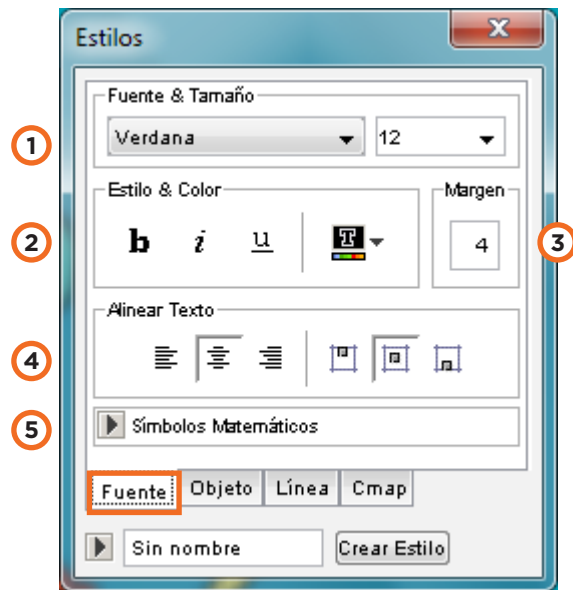 Estilos
Fuente & Tamaño
1 Verdana 12
Estilo & Color Margen
2 b i u T 4 3
Alinear Texto
4
5 Símbolos Matemáticos
Fuente Objeto Línea Cmap
Sin nombre Crear Estilo